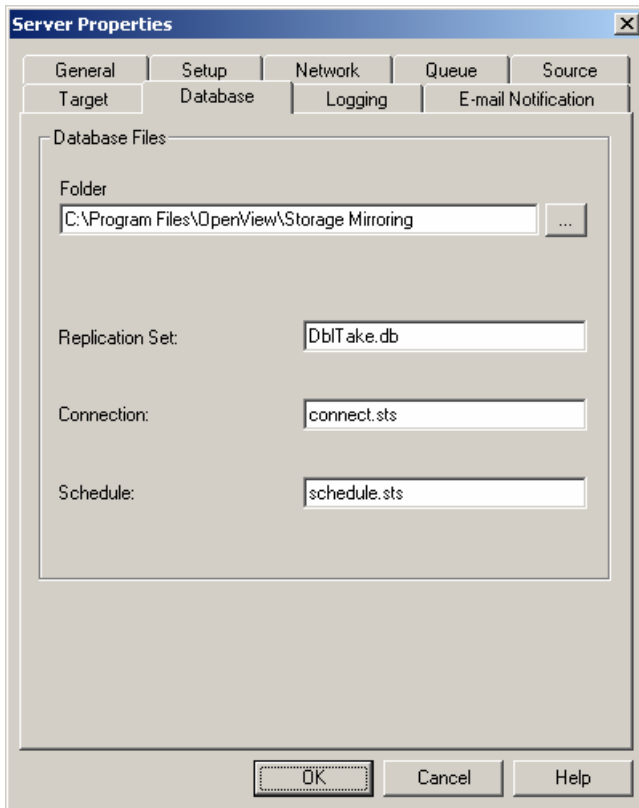 Server Properties
General Setup Network Queue Source
Target Database Logging E-mail Notification
Database Files
Folder
C:\Program Files\OpenView\Storage Mirroring ...
Replication Set: DblTake.db
Connection: connect.sts
Schedule: schedule.sts
OK Cancel Help